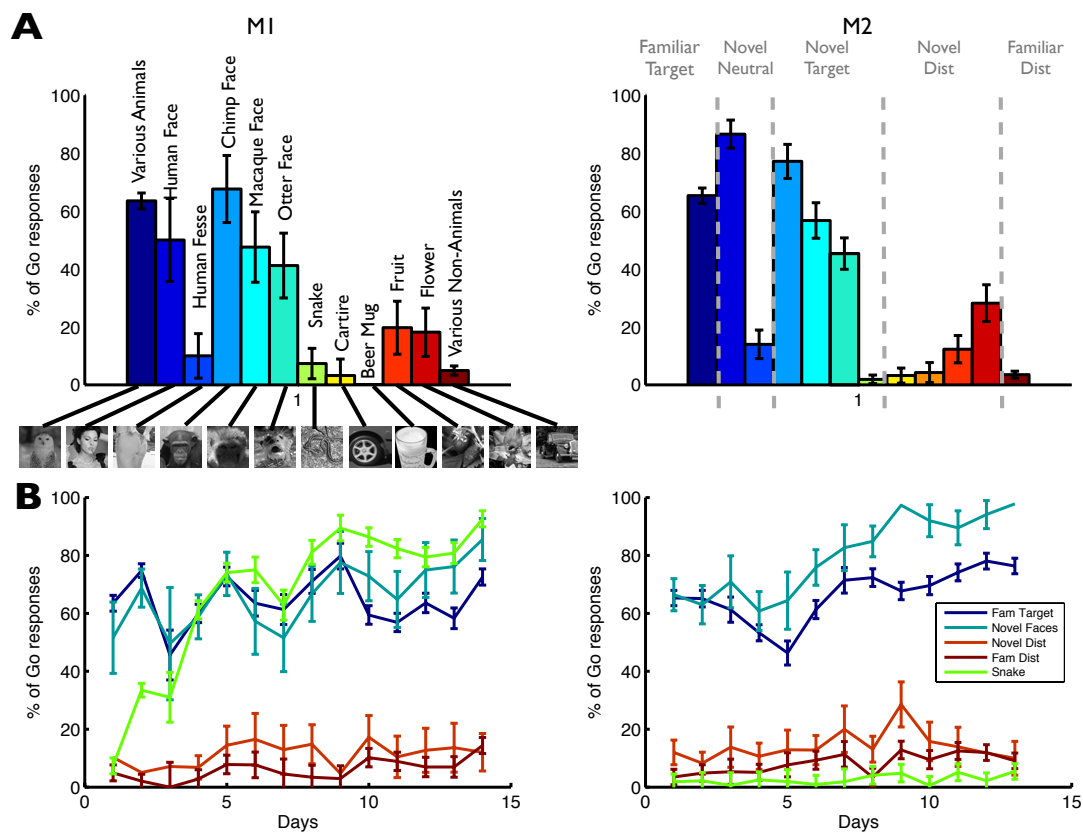 A
M1
M2
Familiar Target
Novel Neutral
Novel Target
Novel Dist
Familiar Dist
% of Go responses
100
80
60
40
20
0
Various Animals
Human Face
Human Fesse
Chimp Face
Macaque Face
Otter Face
Snake
Cartire
Beer Mug
Fruit
Flower
Various Non-Animals
1
% of Go responses
100
80
60
40
20
0
1
B
% of Go responses
100
80
60
40
20
0
0
5
10
15
Days
% of Go responses
100
80
60
40
20
0
0
5
10
15
Days
Fam Target
Novel Faces
Novel Dist
Fam Dist
Snake